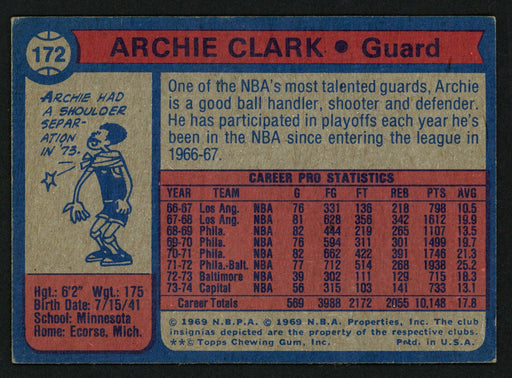 172
ARCHIE CLARK • Guard
ARCHIE HAD
A SHOULDER
SEPAR-
ATION
IN '73.
One of the NBA's most talented guards, Archie
is a good ball handler, shooter and defender.
He has participated in playoffs each year he's
been in the NBA since entering the league in
1966-67.
CAREER PRO STATISTICS
YEAR TEAM G FG FT REB PTS AVG
66-67 Los Ang. NBA 76 331 136 218 798 10.5
67-68 Los Ang. NBA 81 628 356 342 1612 19.9
68-69 Phila. NBA 82 444 219 265 1107 13.5
69-70 Phila. NBA 76 594 311 301 1499 19.7
70-71 Phila. NBA 82 662 422 391 1746 21.3
71-72 Phila.-Balt. NBA 77 712 514 268 1938 25.2
72-73 Baltimore NBA 39 302 111 129 715 18.3
73-74 Capital NBA 56 315 103 141 733 13.1
Career Totals 569 3988 2172 2055 10,148 17.8
Hgt.: 6'2" Wgt.: 175
Birth Date: 7/15/41
School: Minnesota
Home: Ecorse, Mich.
© 1969 N.B.P.A. © 1969 N.B.A. Properties, Inc. The club
insignias depicted are the property of the respective clubs.
**© Topps Chewing Gum, Inc. Prtd. in U.S.A.